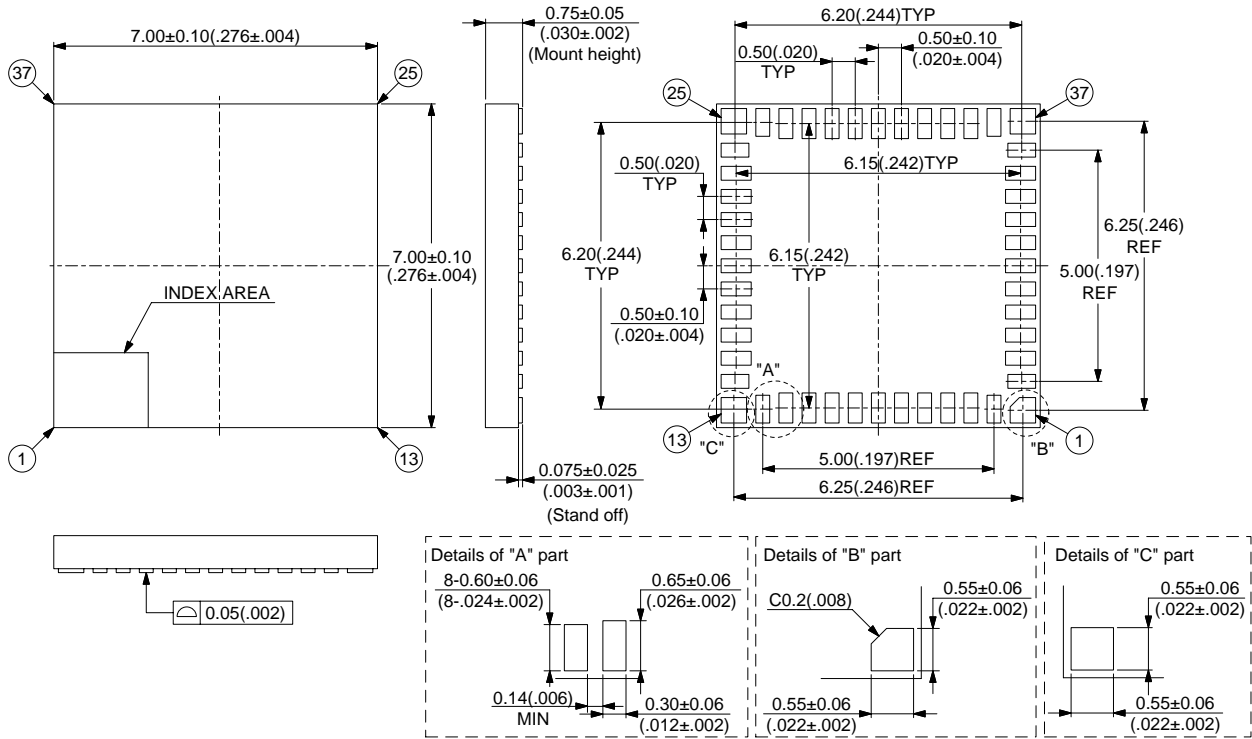 7.00±0.10(.276±.004)
37
25
7.00±0.10
(.276±.004)
INDEX AREA
1
13
0.75±0.05
(.030±.002)
(Mount height)
0.075±0.025
(.003±.001)
(Stand off)
6.20(.244)TYP
0.50(.020)
TYP
0.50±0.10
(.020±.004)
25
37
6.15(.242)TYP
0.50(.020)
TYP
6.20(.244)
TYP
6.15(.242)
TYP
6.25(.246)
REF
5.00(.197)
REF
0.50±0.10
(.020±.004)
"A"
13
"C"
"B"
1
5.00(.197)REF
6.25(.246)REF
0.05(.002)
Details of "A" part
8-0.60±0.06
(8-.024±.002)
0.65±0.06
(.026±.002)
0.14(.006)
MIN
0.30±0.06
(.012±.002)
Details of "B" part
C0.2(.008)
0.55±0.06
(.022±.002)
0.55±0.06
(.022±.002)
Details of "C" part
0.55±0.06
(.022±.002)
0.55±0.06
(.022±.002)